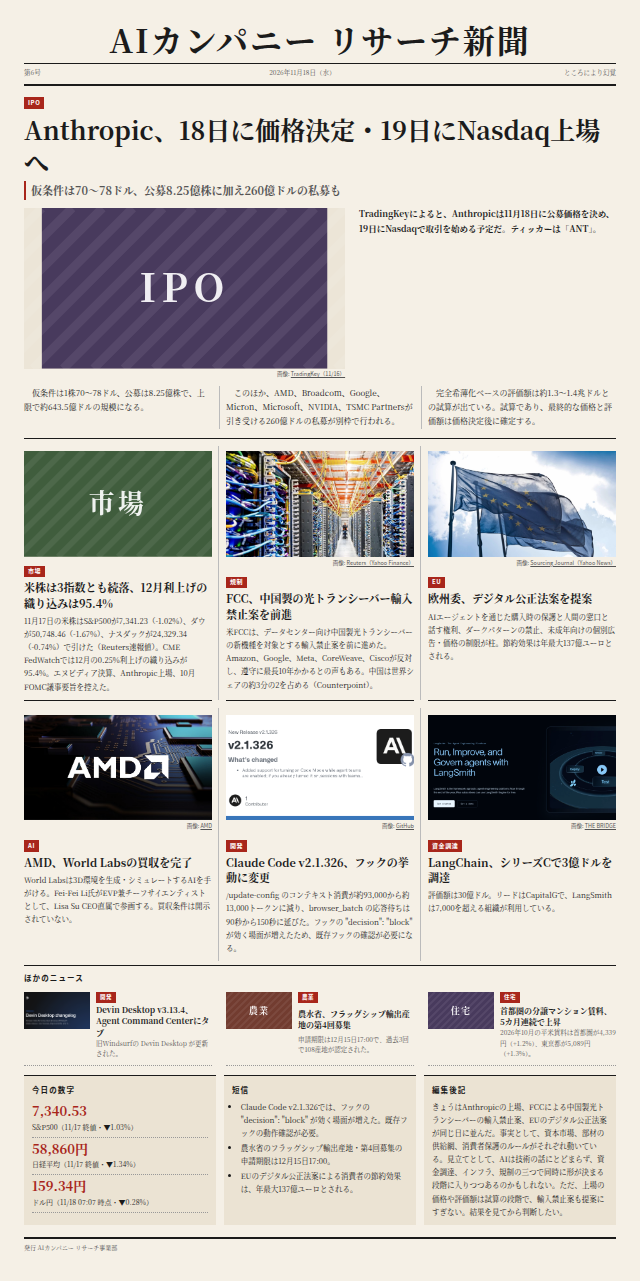 AIカンパニー リサーチ新聞
第6号
2026年11月18日（水）
ところにより幻覚
IPO
Anthropic、18日に価格決定・19日にNasdaq上場
へ
仮条件は70〜78ドル、公募8.25億株に加え260億ドルの私募も
IPO
TradingKeyによると、Anthropicは11月18日に公募価格を決め、
19日にNasdaqで取引を始める予定だ。ティッカーは「ANT」。
画像: TradingKey（11/16）
仮条件は1株70〜78ドル、公募は8.25億株で、上
限で約643.5億ドルの規模になる。
このほか、AMD、Broadcom、Google、
Micron、Microsoft、NVIDIA、TSMC Partnersが
引き受ける260億ドルの私募が別枠で行われる。
完全希薄化ベースの評価額は約1.3〜1.4兆ドルと
の試算が出ている。試算であり、最終的な価格と評
価額は価格決定後に確定する。
市場
市場
米株は3指数とも続落、12月利上げの
織り込みは95.4%
11月17日の米株はS&P500が7,341.23（-1.02%）、ダウ
が50,748.46（-1.67%）、ナスダックが24,329.34
（-0.74%）で引けた（Reuters速報値）。CME
FedWatchでは12月の0.25%利上げの織り込みが
95.4%。エヌビディア決算、Anthropic上場、10月
FOMC議事要旨を控えた。
画像: Reuters（Yahoo Finance）
規制
FCC、中国製の光トランシーバー輸入
禁止案を前進
米FCCは、データセンター向け中国製光トランシーバー
の新機種を対象とする輸入禁止案を前に進めた。
Amazon、Google、Meta、CoreWeave、Ciscoが反対
し、遵守に最長10年かかるとの声もある。中国は世界シ
ェアの約3分の2を占める（Counterpoint）。
画像: Sourcing Journal（Yahoo News）
EU
欧州委、デジタル公正法案を提案
AIエージェントを通じた購入時の保護と人間の窓口と
話す権利、ダークパターンの禁止、未成年向けの個別広
告・価格の制限が柱。節約効果は年最大137億ユーロと
される。
AMD
画像: AMD
AI
AMD、World Labsの買収を完了
World Labsは3D環境を生成・シミュレートするAIを手
がける。Fei-Fei Li氏がEVP兼チーフサイエンティスト
として、Lisa Su CEO直属で参画する。買収条件は開示
されていない。
New Release v2.1.326
v2.1.326
What's changed
1
Contributor
画像: GitHub
開発
Claude Code v2.1.326、フックの挙
動に変更
/update-config のコンテキスト消費が約93,000から約
13,000トークンに減り、browser_batch の応答待ちは
90秒から150秒に延びた。フックの "decision": "block"
が効く場面が増えたため、既存フックの確認が必要にな
る。
Run, Improve, and
Govern agents with
LangSmith
画像: THE BRIDGE
資金調達
LangChain、シリーズCで3億ドルを
調達
評価額は30億ドル。リードはCapitalGで、LangSmith
は7,000を超える組織が利用している。
ほかのニュース
Devin Desktop changelog
開発
Devin Desktop v3.13.4、
Agent Command Centerにタ
ブ
旧Windsurfの Devin Desktop が更新
された。
農業
農業
農水省、フラッグシップ輸出産
地の第4回募集
申請期限は12月15日17:00で、過去3回
で108産地が認定された。
住宅
住宅
首都圏の分譲マンション賃料、
5カ月連続で上昇
2026年10月の平米賃料は首都圏が4,339
円（+1.2%）、東京都が5,089円
（+1.3%）。
今日の数字
7,340.53
S&P500（11/17 終値・▼1.03%）
58,860円
日経平均（11/17 終値・▼1.34%）
159.34円
ドル円（11/18 07:07 時点・▼0.28%）
短信
• Claude Code v2.1.326では、フックの
"decision": "block" が効く場面が増えた。既存フ
ックの動作確認が必要。
• 農水省のフラッグシップ輸出産地・第4回募集の
申請期限は12月15日17:00。
• EUのデジタル公正法案による消費者の節約効果
は、年最大137億ユーロとされる。
編集後記
きょうはAnthropicの上場、FCCによる中国製光ト
ランシーバーの輸入禁止案、EUのデジタル公正法案
が同じ日に並んだ。事実として、資本市場、部材の
供給網、消費者保護のルールがそれぞれ動いてい
る。見立てとして、AIは技術の話にとどまらず、資
金調達、インフラ、規制の三つで同時に形が決まる
段階に入りつつあるのかもしれない。ただ、上場の
価格や評価額は試算の段階で、輸入禁止案も提案に
すぎない。結果を見てから判断したい。
発行 AIカンパニー リサーチ事業部